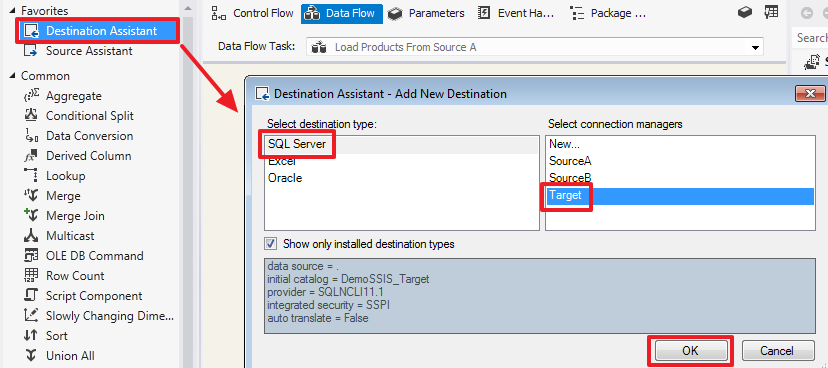 Favorites
Destination Assistant
Source Assistant
Common
Aggregate
Conditional Split
Data Conversion
Derived Column
Lookup
Merge
Merge Join
Multicast
OLE DB Command
Row Count
Script Component
Slowly Changing Dime...
Sort
Union All
Control Flow
Data Flow
Parameters
Event Ha...
Package ...
Data Flow Task:
Load Products From Source A
Search
Destination Assistant - Add New Destination
Select destination type:
SQL Server
Excel
Oracle
Select connection managers
New...
SourceA
SourceB
Target
Show only installed destination types
data source = .
initial catalog = DemoSSIS_Target
provider = SQLNCLI11.1
integrated security = SSPI
auto translate = False
OK
Cancel